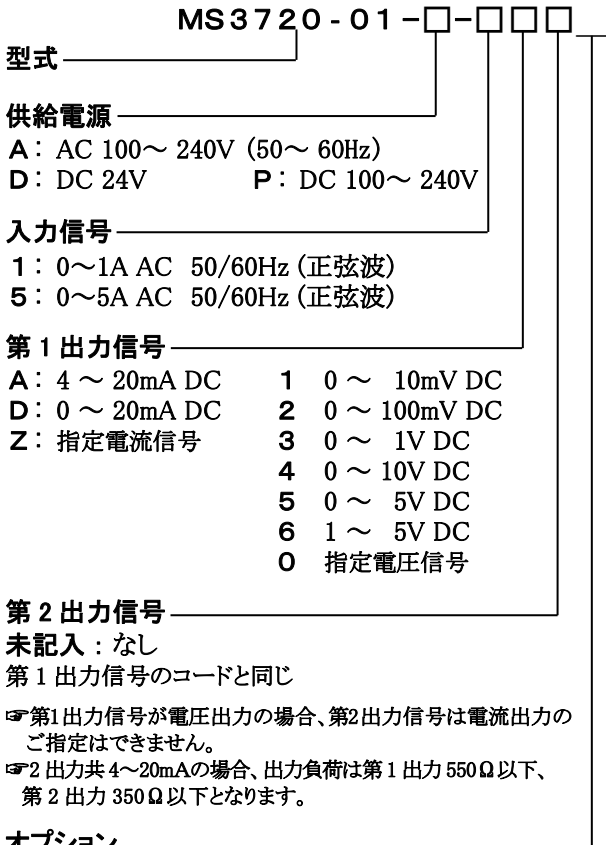 MS3720-01-□-□□□
型式
供給電源
A： AC 100～ 240V (50～ 60Hz)
D： DC 24V P： DC 100～ 240V
入力信号
1： 0～1A AC 50/60Hz (正弦波)
5： 0～5A AC 50/60Hz (正弦波)
第 1 出力信号
A： 4 ～ 20mA DC 1 0 ～ 10mV DC
D： 0 ～ 20mA DC 2 0 ～ 100mV DC
Z： 指定電流信号 3 0 ～ 1V DC
4 0 ～ 10V DC
5 0 ～ 5V DC
6 1 ～ 5V DC
0 指定電圧信号
第 2 出力信号
未記入：なし
第 1 出力信号のコードと同じ
☞第1出力信号が電圧出力の場合、第2出力信号は電流出力の
ご指定はできません。
☞2 出力共 4～20mAの場合、出力負荷は第 1 出力 550Ω以下、
第 2 出力 350Ω以下となります。
オプション